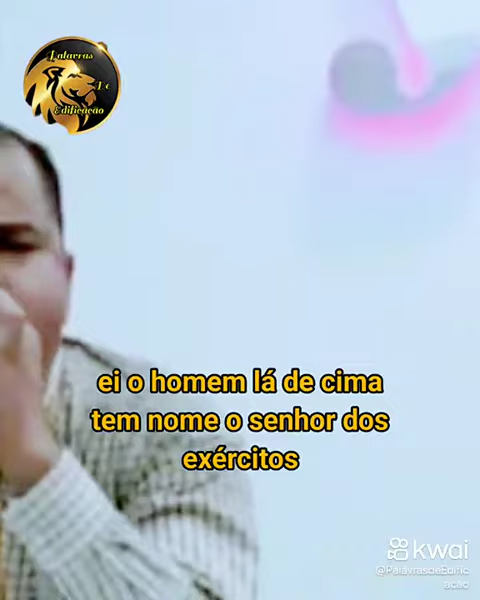 Palavras
De
Edificação
ei o homem lá de cima
tem nome o senhor dos
exércitos
kwai
@PalavrasdeEdific
acao